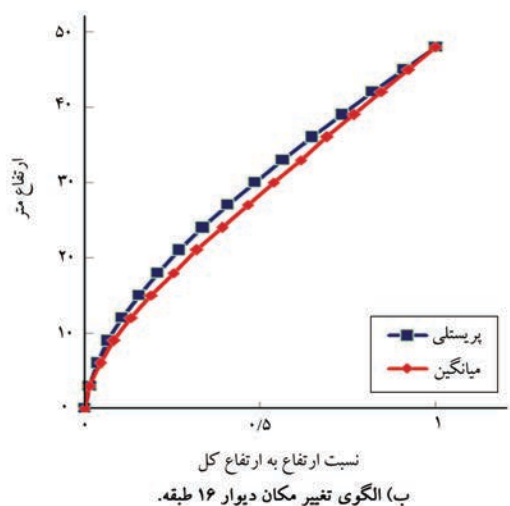 ۵۰
۴۰
۳۰
۲۰
۱۰
۰
ارتفاع متر
پریستلی
میانگین
۰
۰/۵
۱
نسبت ارتفاع به ارتفاع کل
ب) الگوی تغییر مکان دیوار ۱۶ طبقه.